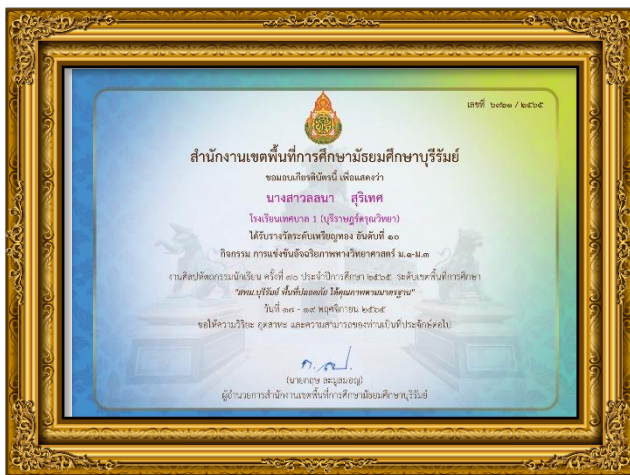 เลขที่ ๖๙๒๑ / ๒๕๖๕
สำนักงานเขตพื้นที่การศึกษามัธยมศึกษาบุรีรัมย์
ขอมอบเกียรติบัตรนี้ เพื่อแสดงว่า
นางสาวลลนา สุริเทศ
โรงเรียนเทศบาล 1 (บุรีราษฎร์ดรุณวิทยา)
ได้รับรางวัลระดับเหรียญทอง อันดับที่ ๑๐
กิจกรรม การแข่งขันอัจฉริยภาพทางวิทยาศาสตร์ ม.๑-ม.๓
งานศิลปหัตถกรรมนักเรียน ครั้งที่ ๗๐ ประจำปีการศึกษา ๒๕๖๕ ระดับเขตพื้นที่การศึกษา
"สพม.บุรีรัมย์ พื้นที่ปลอดภัย ได้คุณภาพตามมาตรฐาน"
วันที่ ๑๘ - ๑๙ พฤศจิกายน ๒๕๖๕
ขอให้ความวิริยะ อุตสาหะ และความสามารถของท่านเป็นที่ประจักษ์ต่อไป
(นายกฤษ ละมูลมอญ)
ผู้อำนวยการสำนักงานเขตพื้นที่การศึกษามัธยมศึกษาบุรีรัมย์